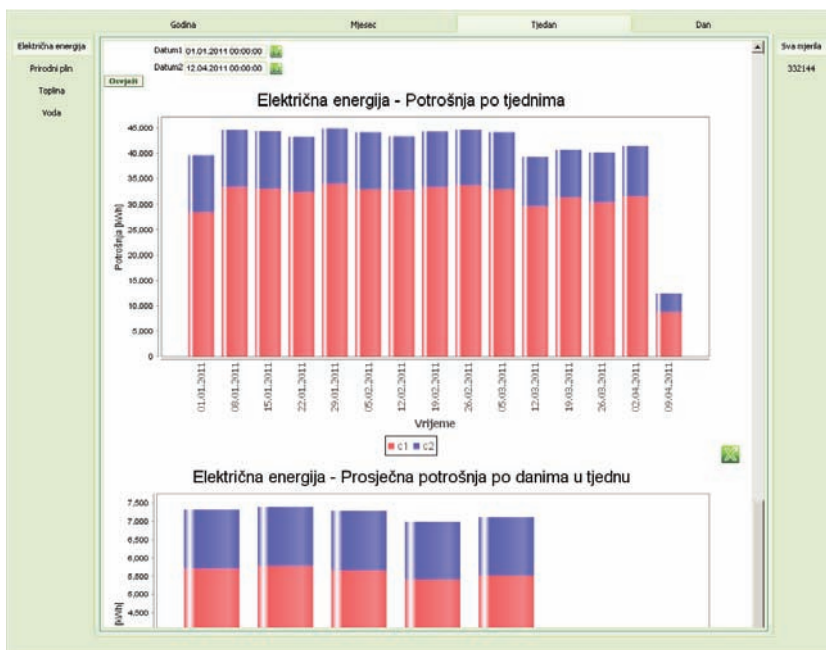 Godina Mjesec Tjedan Dan
Električna energija
Prirodni plin
Toplina
Voda
Sva mjerila
332144
Datum1 01.01.2011 00:00:00
Datum2 12.04.2011 00:00:00
Osvježi
Električna energija - Potrošnja po tjednima
Potrošnja [kWh]
45,000
40,000
35,000
30,000
25,000
20,000
15,000
10,000
5,000
0
01.01.2011
08.01.2011
15.01.2011
22.01.2011
29.01.2011
05.02.2011
12.02.2011
19.02.2011
26.02.2011
05.03.2011
12.03.2011
19.03.2011
26.03.2011
02.04.2011
09.04.2011
Vrijeme
c1 c2
Električna energija - Prosječna potrošnja po danima u tjednu
[kWh]
7,500
7,000
6,500
6,000
5,500
5,000
4,500